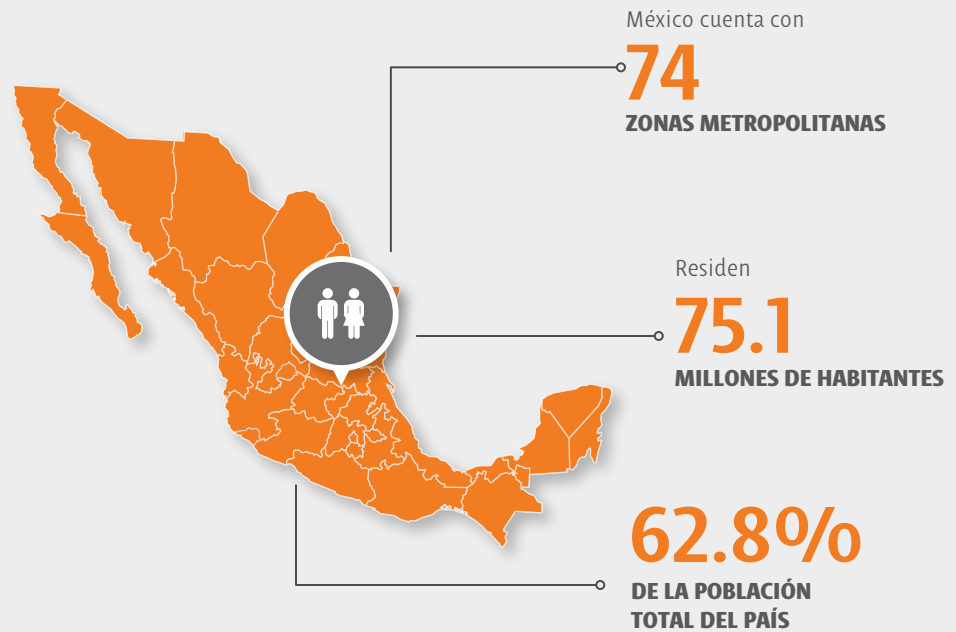 México cuenta con
74
ZONAS METROPOLITANAS
Residen
75.1
MILLONES DE HABITANTES
62.8%
DE LA POBLACIÓN
TOTAL DEL PAÍS